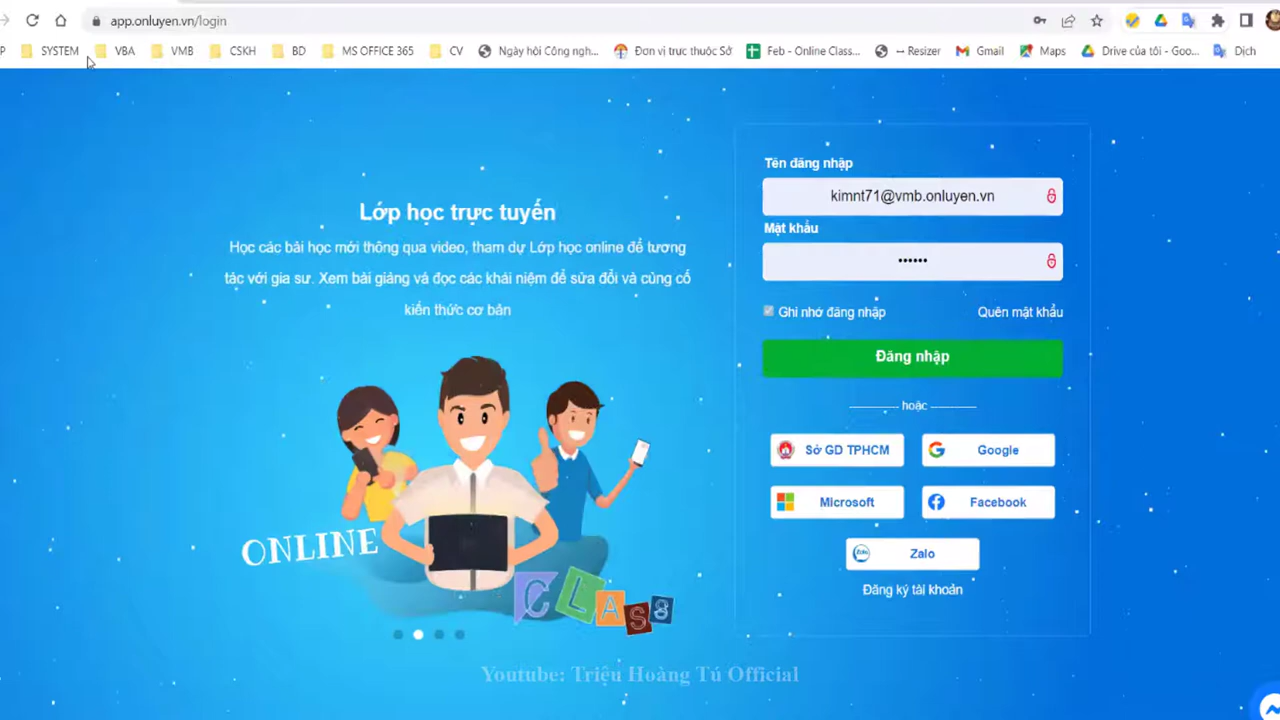 app.onluyen.vn/login
P SYSTEM VBA VMB CSKH BD MS OFFICE 365 CV Ngày hội Công ngh... Đơn vị trực thuộc Sở Feb - Online Class... ↔ Resizer Gmail Maps Drive của tôi - Goo... Dịch
Tên đăng nhập
kimnt71@vmb.onluyen.vn
Mật khẩu
••••••
Ghi nhớ đăng nhập Quên mật khẩu
Đăng nhập
hoặc
Sở GD TPHCM Google
Microsoft Facebook
Zalo
Đăng ký tài khoản
Lớp học trực tuyến
Học các bài học mới thông qua video, tham dự Lớp học online để tương
tác với gia sư. Xem bài giảng và đọc các khái niệm để sửa đổi và củng cố
kiến thức cơ bản
ONLINE
CLASS
Youtube: Triệu Hoàng Tú Official